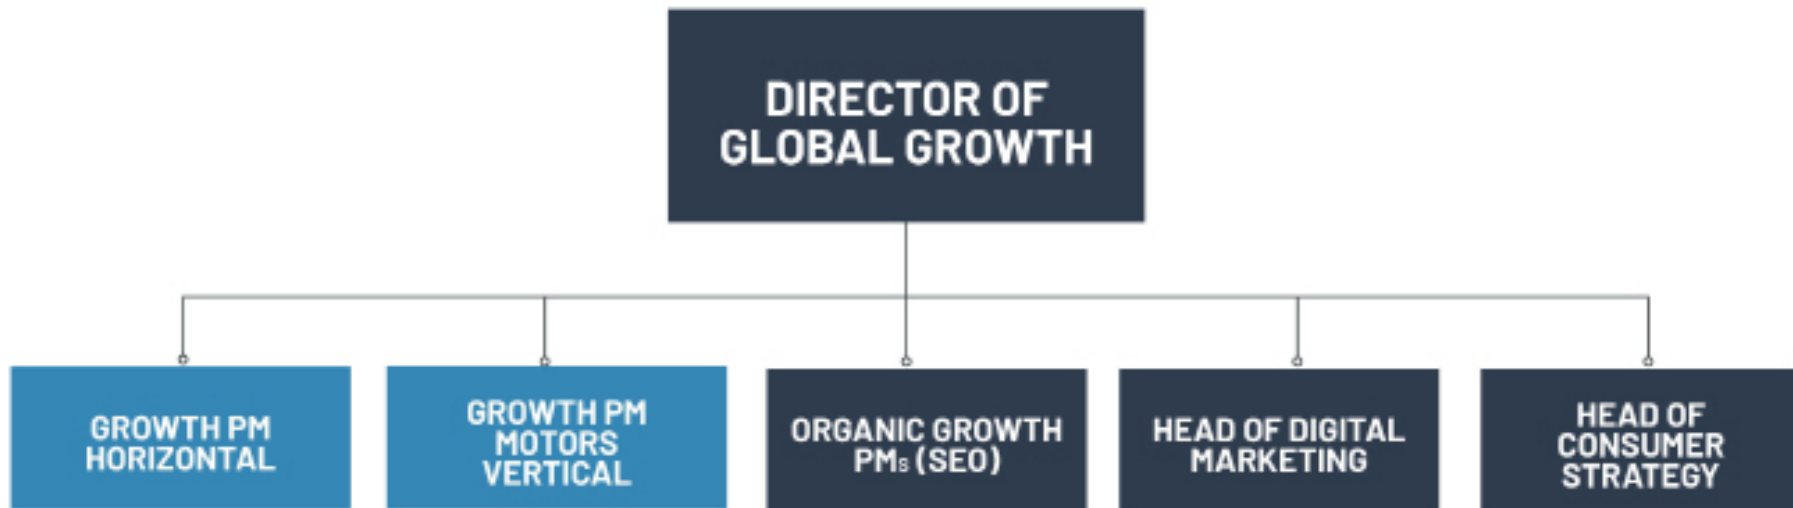 DIRECTOR OF
GLOBAL GROWTH
GROWTH PM
HORIZONTAL
GROWTH PM
MOTORS
VERTICAL
ORGANIC GROWTH
PMs (SEO)
HEAD OF DIGITAL
MARKETING
HEAD OF
CONSUMER
STRATEGY